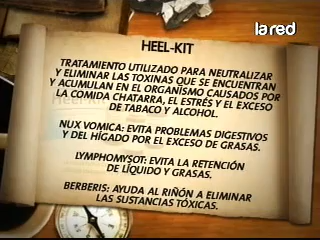 la red
HEEL-KIT
TRATAMIENTO UTILIZADO PARA NEUTRALIZAR
Y ELIMINAR LAS TOXINAS QUE SE ENCUENTRAN
Y ACUMULAN EN EL ORGANISMO CAUSADOS POR
LA COMIDA CHATARRA, EL ESTRÉS Y EL EXCESO
DE TABACO Y ALCOHOL.
NUX VOMICA: EVITA PROBLEMAS DIGESTIVOS
Y DEL HÍGADO POR EL EXCESO DE GRASAS.
LYMPHOMYSOT: EVITA LA RETENCIÓN
DE LÍQUIDO Y GRASAS.
BERBERIS: AYUDA AL RIÑÓN A ELIMINAR
LAS SUSTANCIAS TÓXICAS.